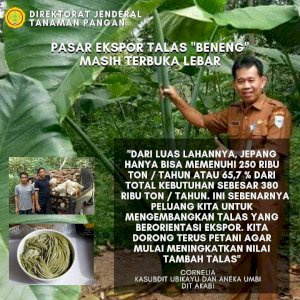 DIREKTORAT JENDERAL
TANAMAN PANGAN
PASAR EKSPOR TALAS "BENENG"
MASIH TERBUKA LEBAR
"DARI LUAS LAHANNYA, JEPANG
HANYA BISA MEMENUHI 250 RIBU
TON / TAHUN ATAU 65,7 % DARI
TOTAL KEBUTUHAN SEBESAR 380
RIBU TON / TAHUN. INI SEBENARNYA
PELUANG KITA UNTUK
MENGEMBANGKAN TALAS YANG
BERORIENTASI EKSPOR. KITA
DORONG TERUS PETANI AGAR
MULAI MENINGKATKAN NILAI
TAMBAH TALAS"
CORNELIA
KASUBDIT UBIKAYU DAN ANEKA UMBI
DIT AKABI